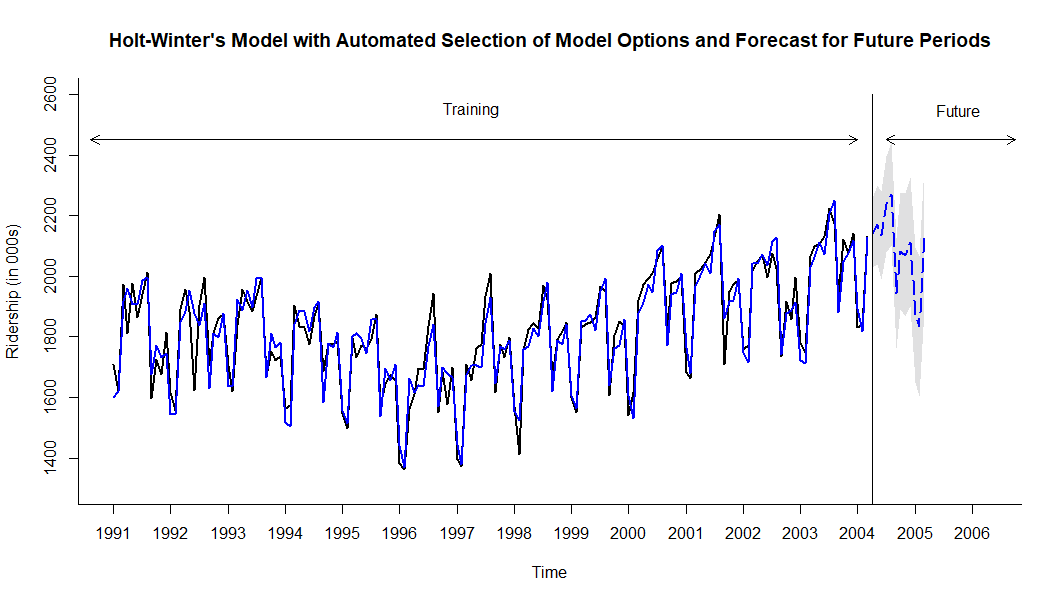 Holt-Winter's Model with Automated Selection of Model Options and Forecast for Future Periods
Training
Future
Ridership (in 000s)
2600
2400
2200
2000
1800
1600
1400
1991 1992 1993 1994 1995 1996 1997 1998 1999 2000 2001 2002 2003 2004 2005 2006
Time